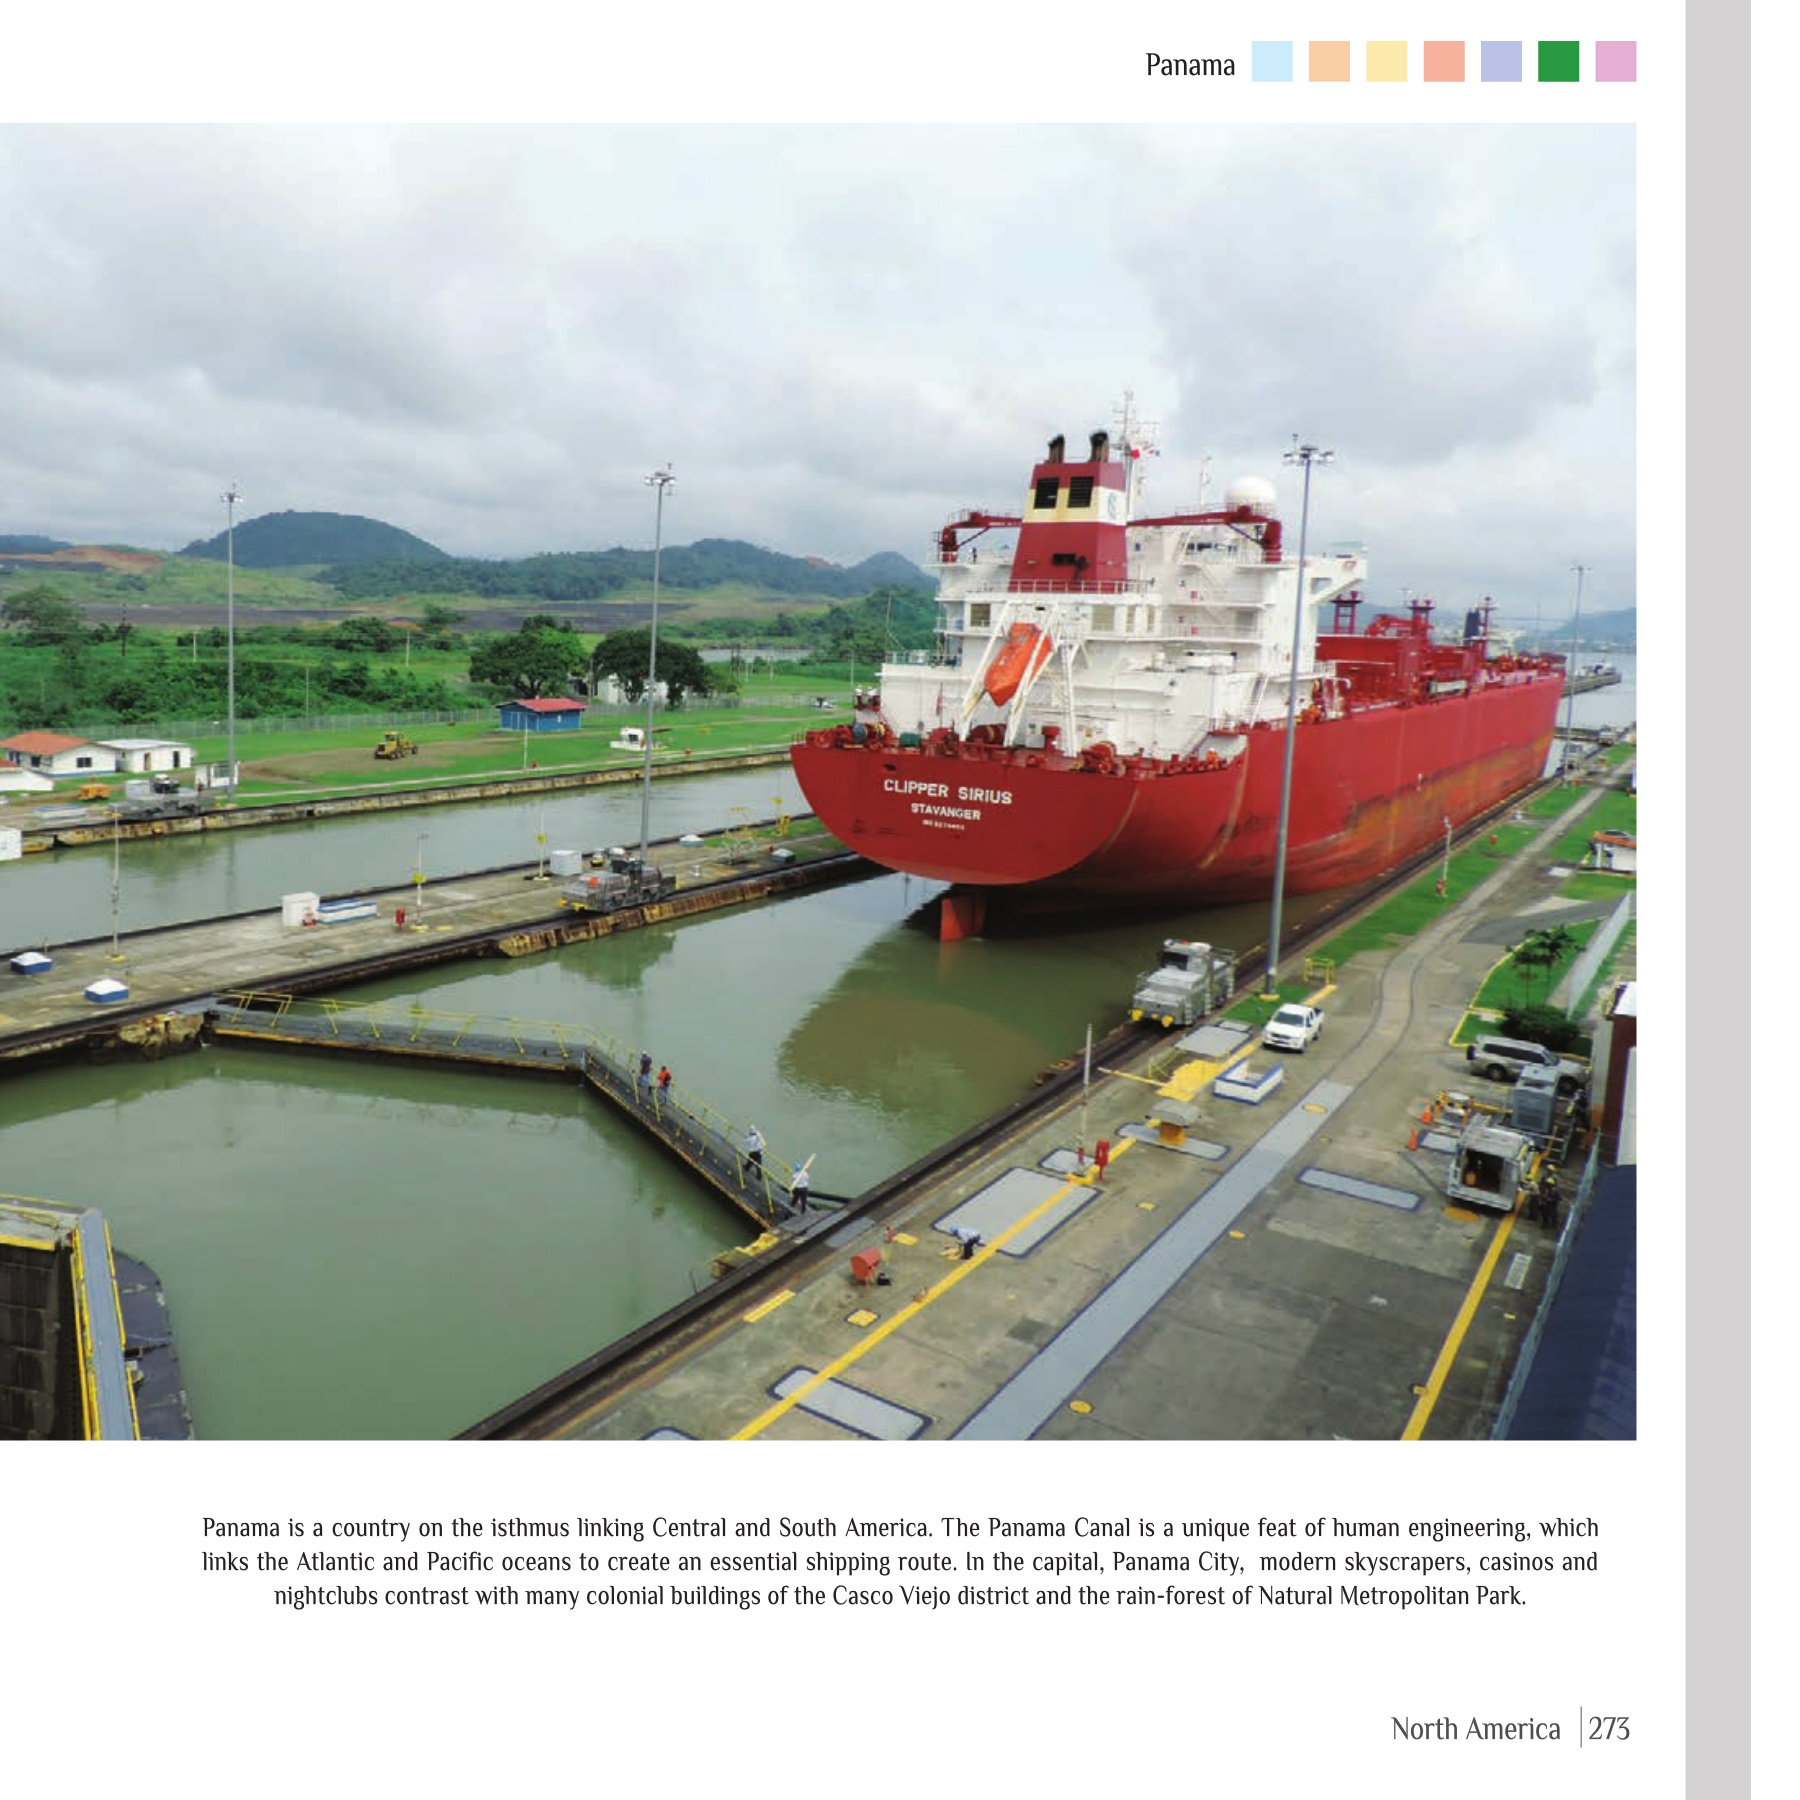 Panama
CLIPPER SIRIUS
STAVANGER
Panama is a country on the isthmus linking Central and South America. The Panama Canal is a unique feat of human engineering, which
links the Atlantic and Pacific oceans to create an essential shipping route. In the capital, Panama City, modern skyscrapers, casinos and
nightclubs contrast with many colonial buildings of the Casco Viejo district and the rain-forest of Natural Metropolitan Park.
North America | 273